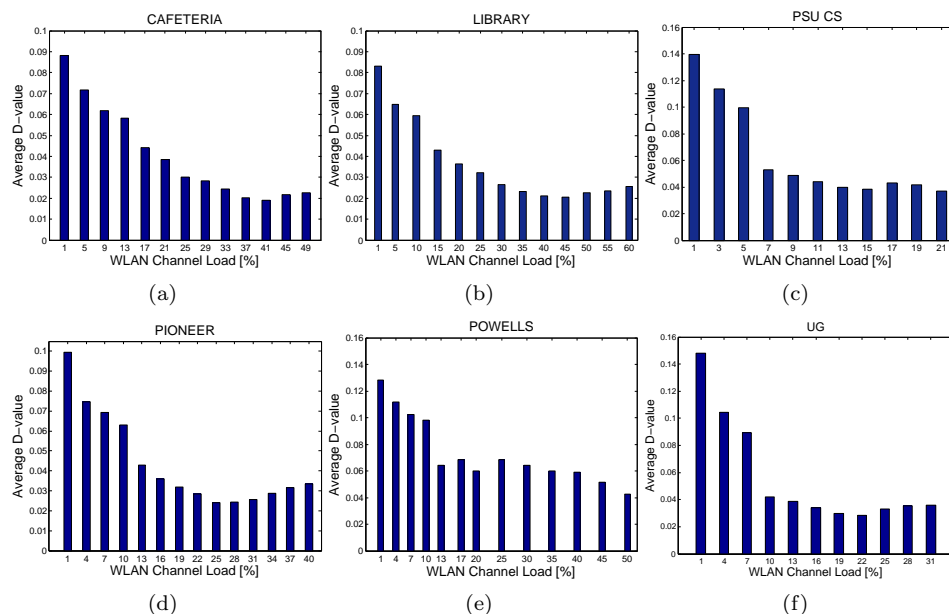 CAFETERIA
0.1
0.09
0.08
0.07
0.06
0.05
0.04
0.03
0.02
0.01
0
Average D−value
1 5 9 13 17 21 25 29 33 37 41 45 49
WLAN Channel Load [%]
(a)
LIBRARY
0.1
0.09
0.08
0.07
0.06
0.05
0.04
0.03
0.02
0.01
0
Average D−value
1 5 10 15 20 25 30 35 40 45 50 55 60
WLAN Channel Load [%]
(b)
PSU CS
0.16
0.14
0.12
0.1
0.08
0.06
0.04
0.02
0
Average D−value
1 3 5 7 9 11 13 15 17 19 21
WLAN Channel Load [%]
(c)
PIONEER
0.1
0.09
0.08
0.07
0.06
0.05
0.04
0.03
0.02
0.01
0
Average D−value
1 4 7 10 13 16 19 22 25 28 31 34 37 40
WLAN Channel Load [%]
(d)
POWELLS
0.16
0.14
0.12
0.1
0.08
0.06
0.04
0.02
0
Average D−value
1 4 7 10 13 17 20 25 30 35 40 45 50
WLAN Channel Load [%]
(e)
UG
0.16
0.14
0.12
0.1
0.08
0.06
0.04
0.02
0
Average D−value
1 4 7 10 13 16 19 22 25 28 31
WLAN Channel Load [%]
(f)